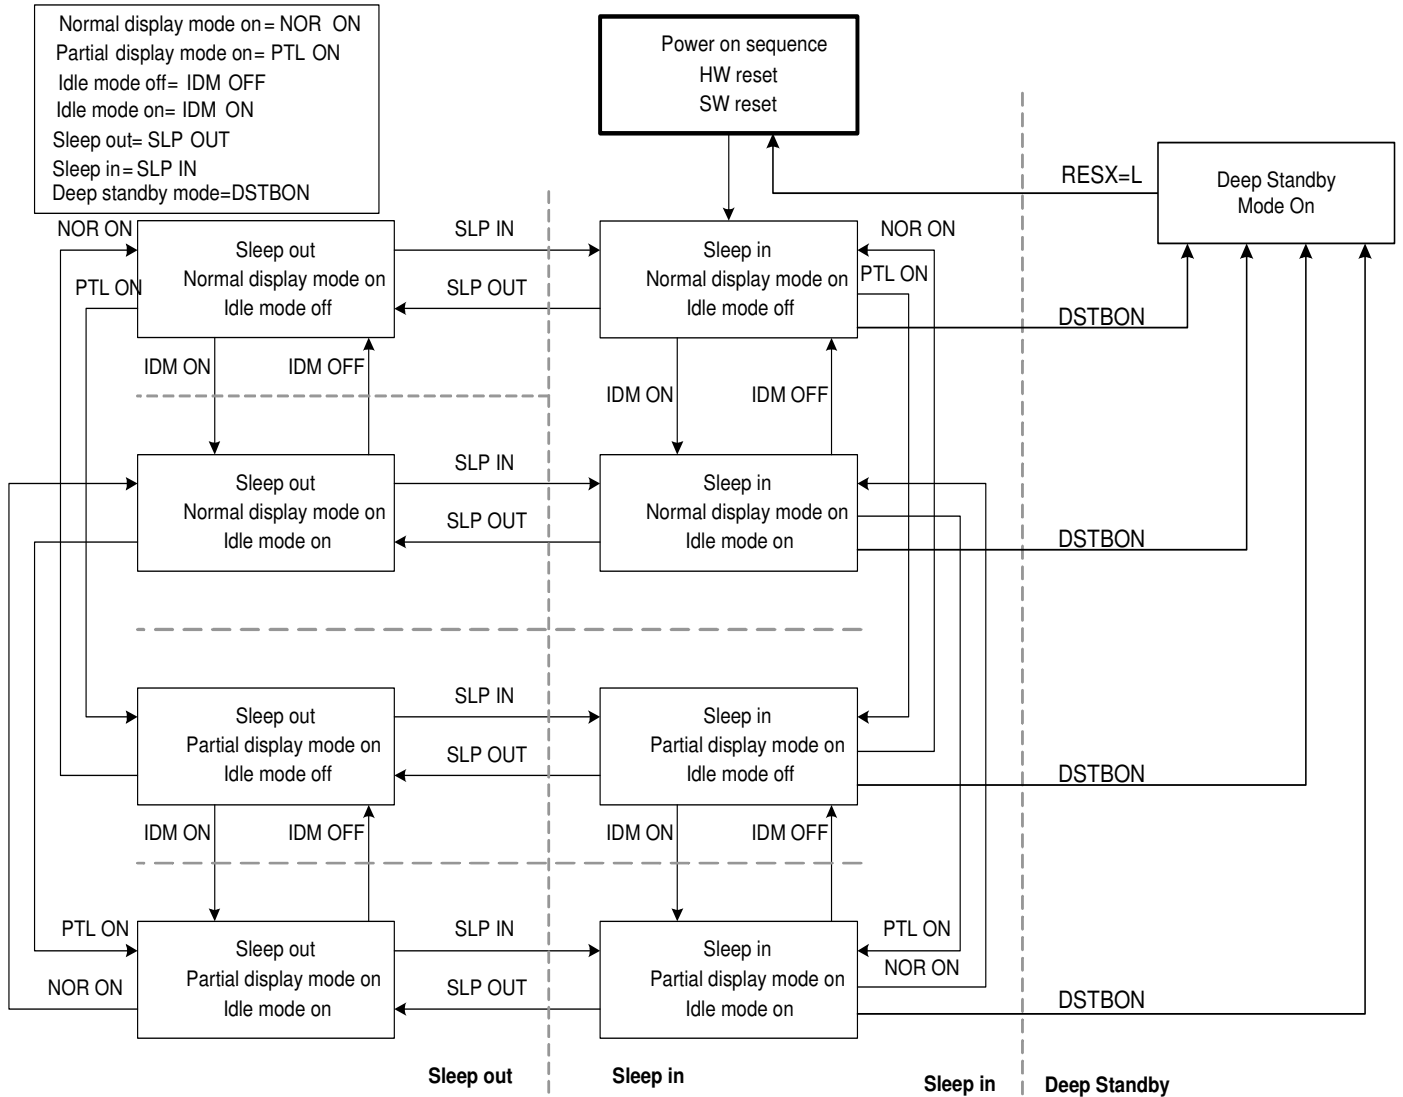 Normal display mode on= NOR ON
Partial display mode on= PTL ON
Idle mode off= IDM OFF
Idle mode on= IDM ON
Sleep out= SLP OUT
Sleep in= SLP IN
Deep standby mode=DSTBON
Power on sequence
HW reset
SW reset
RESX=L
Deep Standby
Mode On
NOR ON
PTL ON
Sleep out
Normal display mode on
Idle mode off
SLP IN
SLP OUT
Sleep in
Normal display mode on
Idle mode off
NOR ON
PTL ON
DSTBON
IDM ON
IDM OFF
IDM ON
IDM OFF
Sleep out
Normal display mode on
Idle mode on
SLP IN
SLP OUT
Sleep in
Normal display mode on
Idle mode on
DSTBON
Sleep out
Partial display mode on
Idle mode off
SLP IN
SLP OUT
Sleep in
Partial display mode on
Idle mode off
DSTBON
IDM ON
IDM OFF
IDM ON
IDM OFF
PTL ON
NOR ON
Sleep out
Partial display mode on
Idle mode on
SLP IN
SLP OUT
Sleep in
Partial display mode on
Idle mode on
PTL ON
NOR ON
DSTBON
Sleep out
Sleep in
Sleep in
Deep Standby